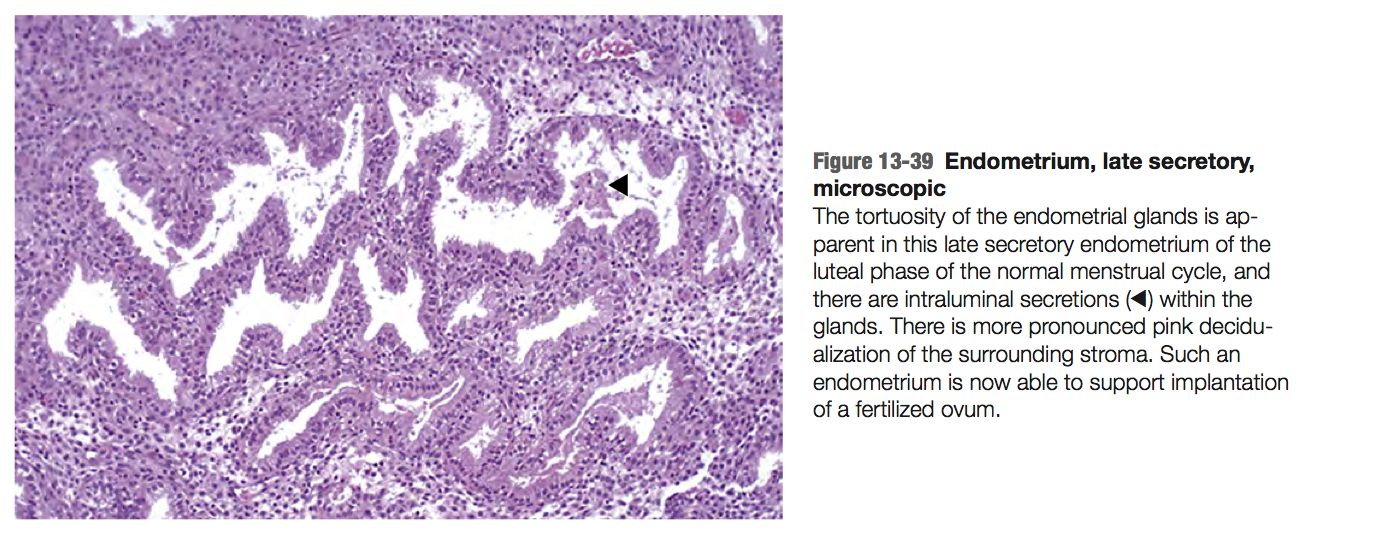 Figure 13-39 Endometrium, late secretory,
microscopic
The tortuosity of the endometrial glands is ap-
parent in this late secretory endometrium of the
luteal phase of the normal menstrual cycle, and
there are intraluminal secretions (◀) within the
glands. There is more pronounced pink decidu-
alization of the surrounding stroma. Such an
endometrium is now able to support implantation
of a fertilized ovum.